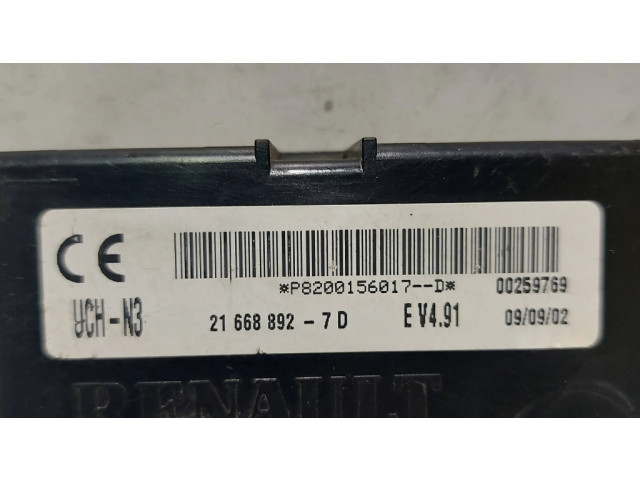 CE
*P8200156017--D* 00259769
UCH-N3 21 668 892-7 D E V4.91 09/09/02
RENAULT